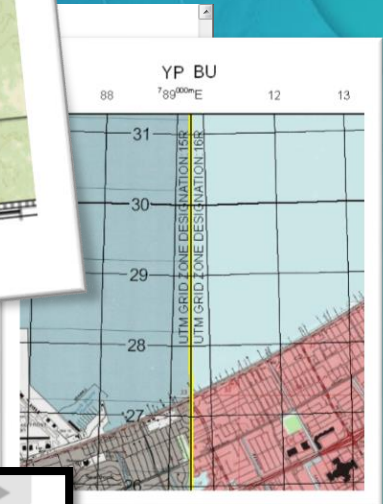 YP BU
88 ⁷89⁰⁰⁰ᵐE 12 13
31
30
29
28
27
26
UTM GRID ZONE DESIGNATION 15R
UTM GRID ZONE DESIGNATION 16R